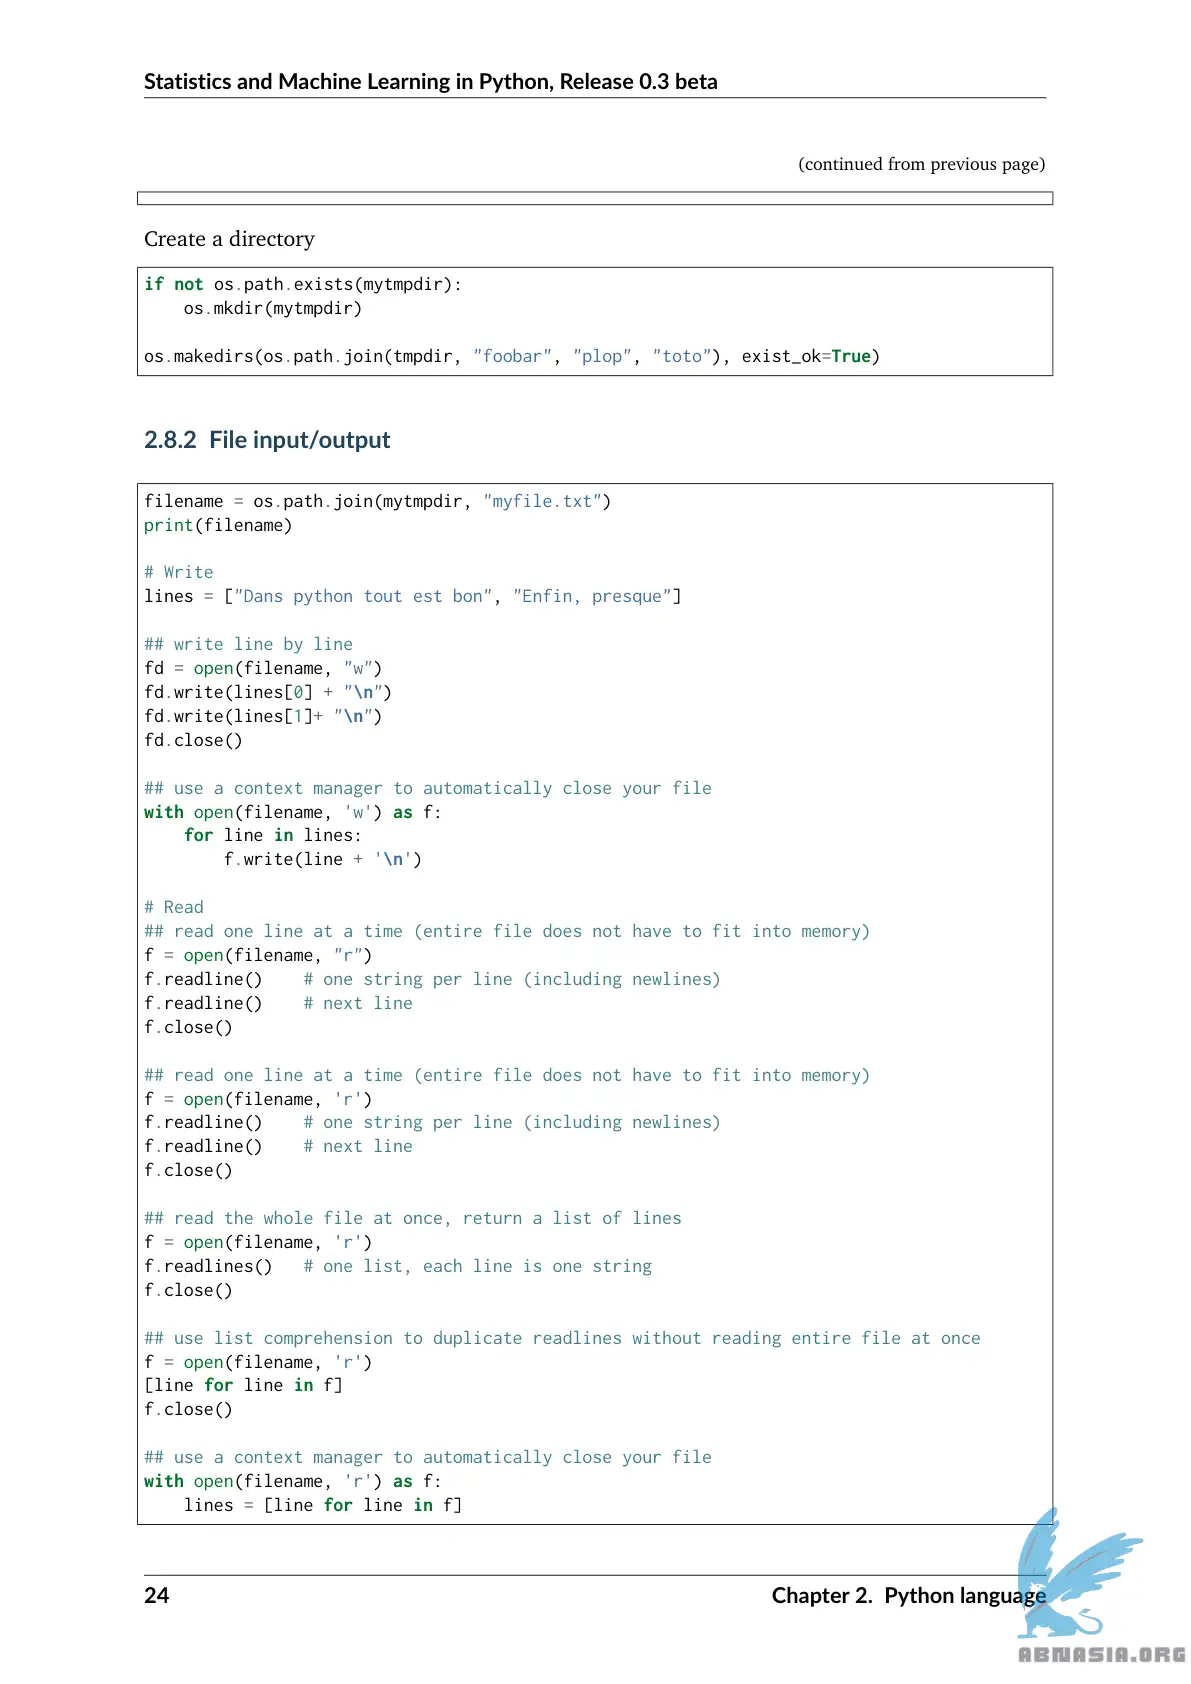 Statistics and Machine Learning in Python, Release 0.3 beta
(continued from previous page)
Create a directory
if not os.path.exists(mytmpdir):
    os.mkdir(mytmpdir)
os.makedirs(os.path.join(tmpdir, "foobar", "plop", "toto"), exist_ok=True)
2.8.2 File input/output
filename = os.path.join(mytmpdir, "myfile.txt")
print(filename)
# Write
lines = ["Dans python tout est bon", "Enfin, presque"]
## write line by line
fd = open(filename, "w")
fd.write(lines[0] + "\n")
fd.write(lines[1]+ "\n")
fd.close()
## use a context manager to automatically close your file
with open(filename, 'w') as f:
    for line in lines:
        f.write(line + '\n')
# Read
## read one line at a time (entire file does not have to fit into memory)
f = open(filename, "r")
f.readline()    # one string per line (including newlines)
f.readline()    # next line
f.close()
## read one line at a time (entire file does not have to fit into memory)
f = open(filename, 'r')
f.readline()    # one string per line (including newlines)
f.readline()    # next line
f.close()
## read the whole file at once, return a list of lines
f = open(filename, 'r')
f.readlines()   # one list, each line is one string
f.close()
## use list comprehension to duplicate readlines without reading entire file at once
f = open(filename, 'r')
[line for line in f]
f.close()
## use a context manager to automatically close your file
with open(filename, 'r') as f:
    lines = [line for line in f]
24 Chapter 2. Python language
ABNASIA.ORG